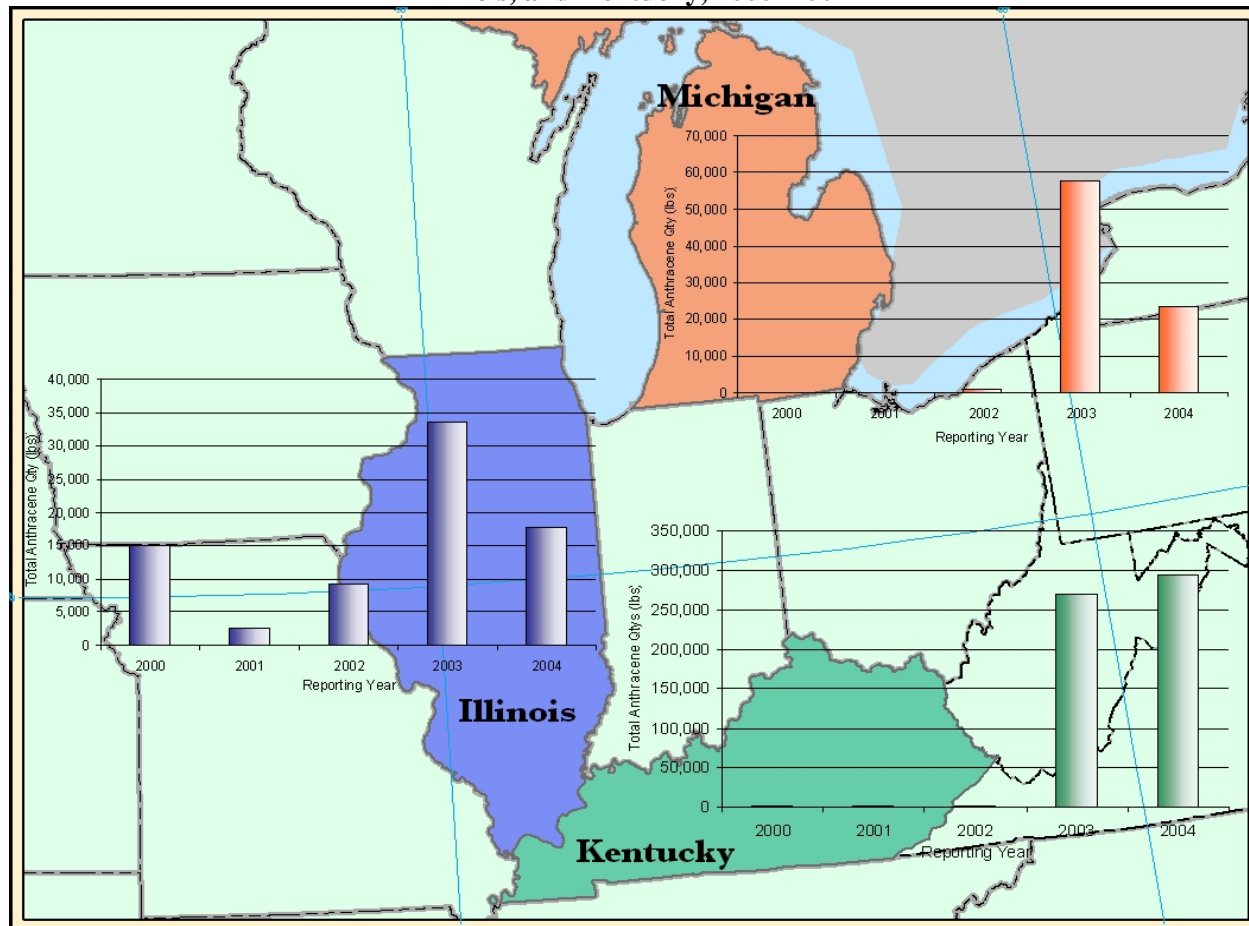 Michigan
Total Anthracene Qty (lbs)
70,000
60,000
50,000
40,000
30,000
20,000
10,000
0
2000 2001 2002 2003 2004
Reporting Year
Total Anthracene Qty (lbs)
40,000
35,000
30,000
25,000
20,000
15,000
10,000
5,000
0
2000 2001 2002 2003 2004
Reporting Year
Illinois
Total Anthracene Qtys (lbs)
350,000
300,000
250,000
200,000
150,000
100,000
50,000
0
2000 2001 2002 2003 2004
Reporting Year
Kentucky